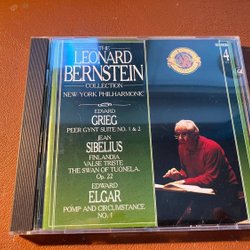 THE
LEONARD
BERNSTEIN
COLLECTION
NEW YORK PHILHARMONIC
EDVARD
GRIEG
PEER GYNT SUITE NO. 1 & 2
JEAN
SIBELIUS
FINLANDIA
VALSE TRISTE
THE SWAN OF TUONELA,
Op. 22
EDWARD
ELGAR
POMP AND CIRCUMSTANCE
NO. 1
4